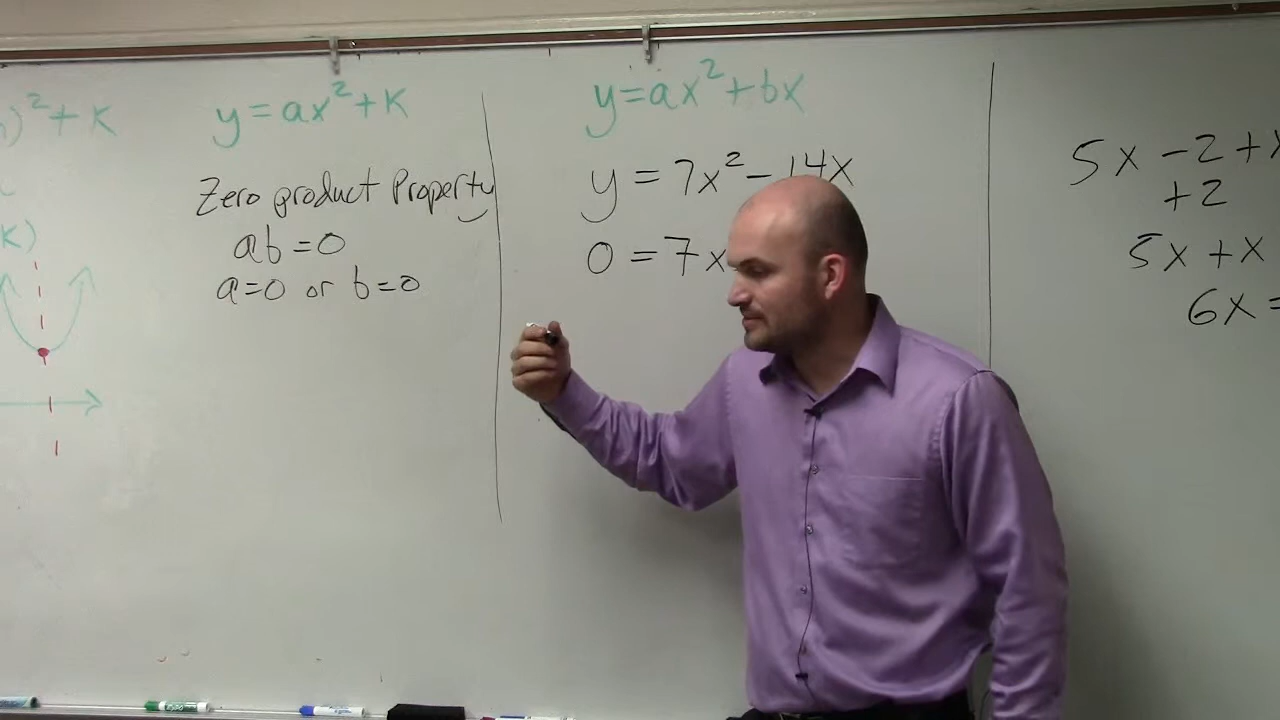 )² + K
K)
y = ax² + K
Zero product Property
ab = 0
a = 0 or b = 0
y = ax² + bx
y = 7x² - 14x
0 = 7x
5x - 2 + x
+2
5x + x
6x =